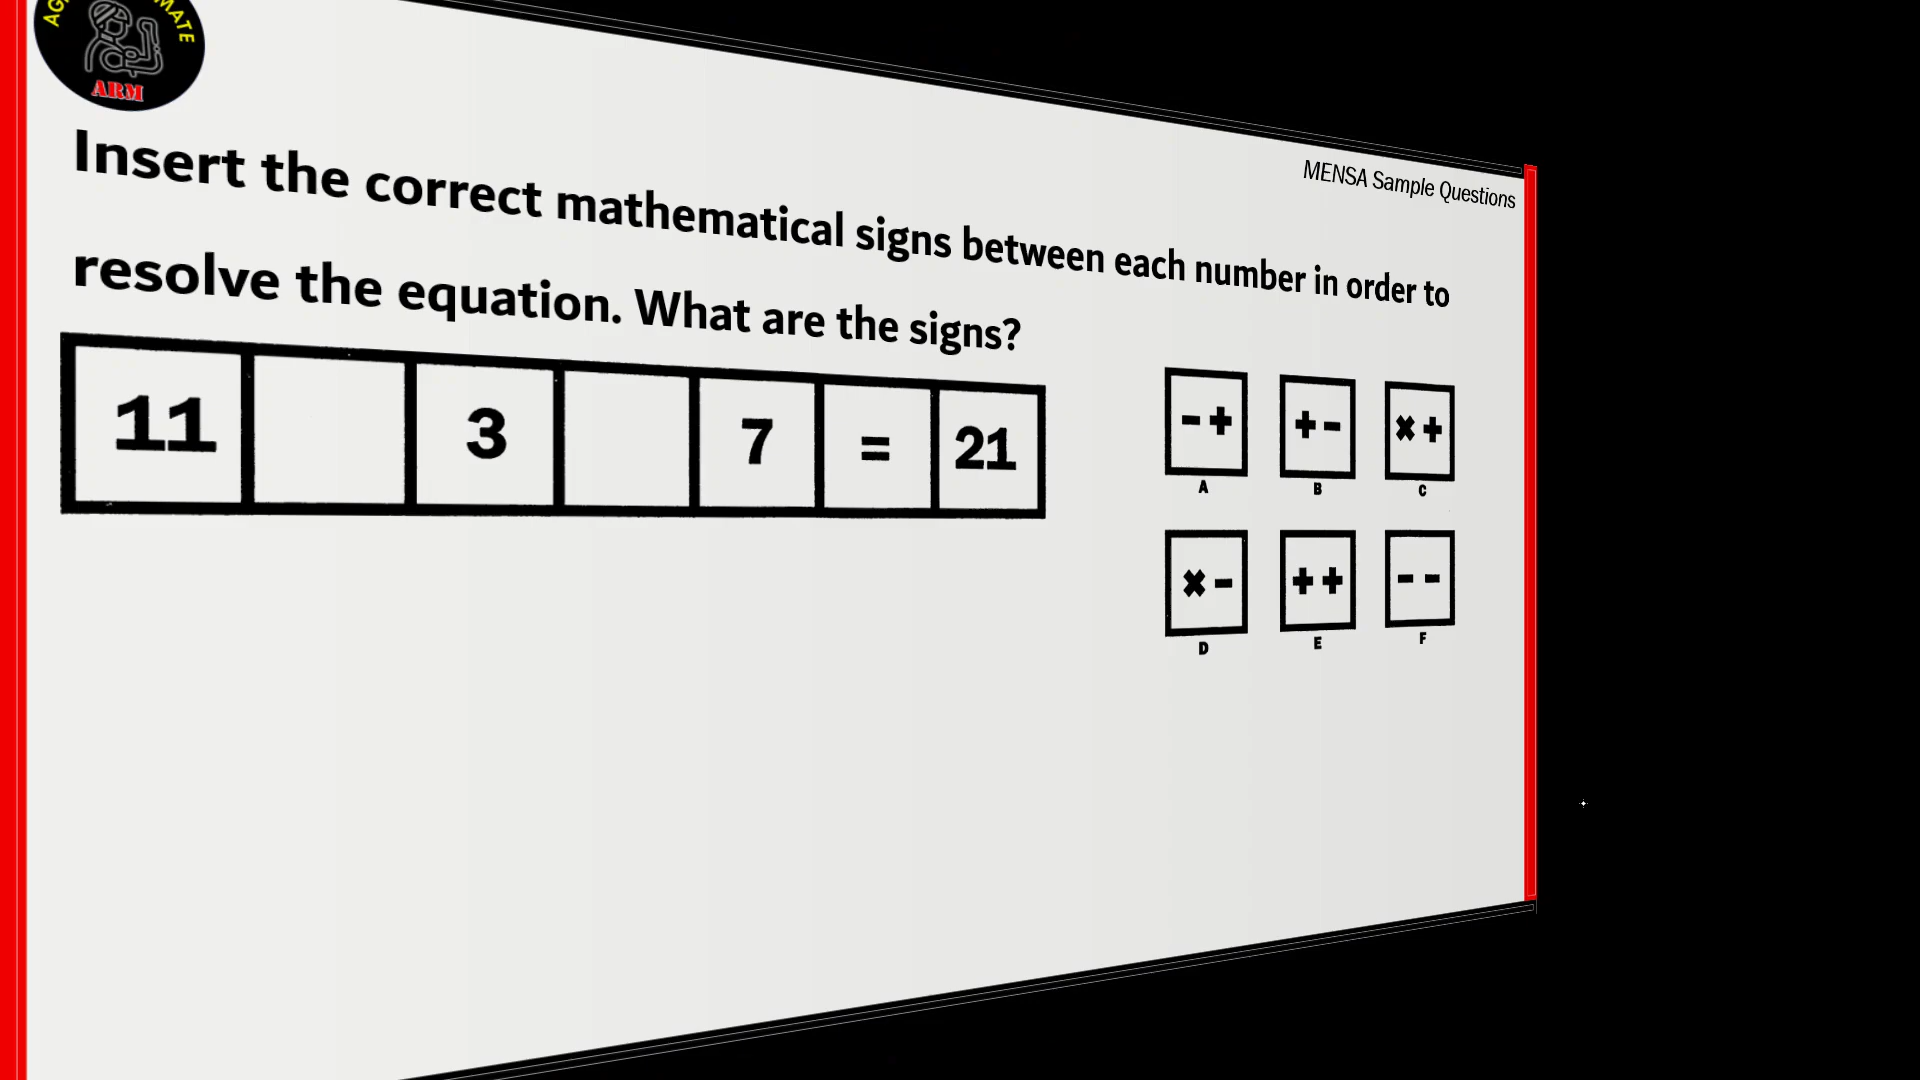 ARM
MENSA Sample Questions
Insert the correct mathematical signs between each number in order to
resolve the equation. What are the signs?
11 3 7 = 21
- + + - × +
A B C
× - + + - -
D E F